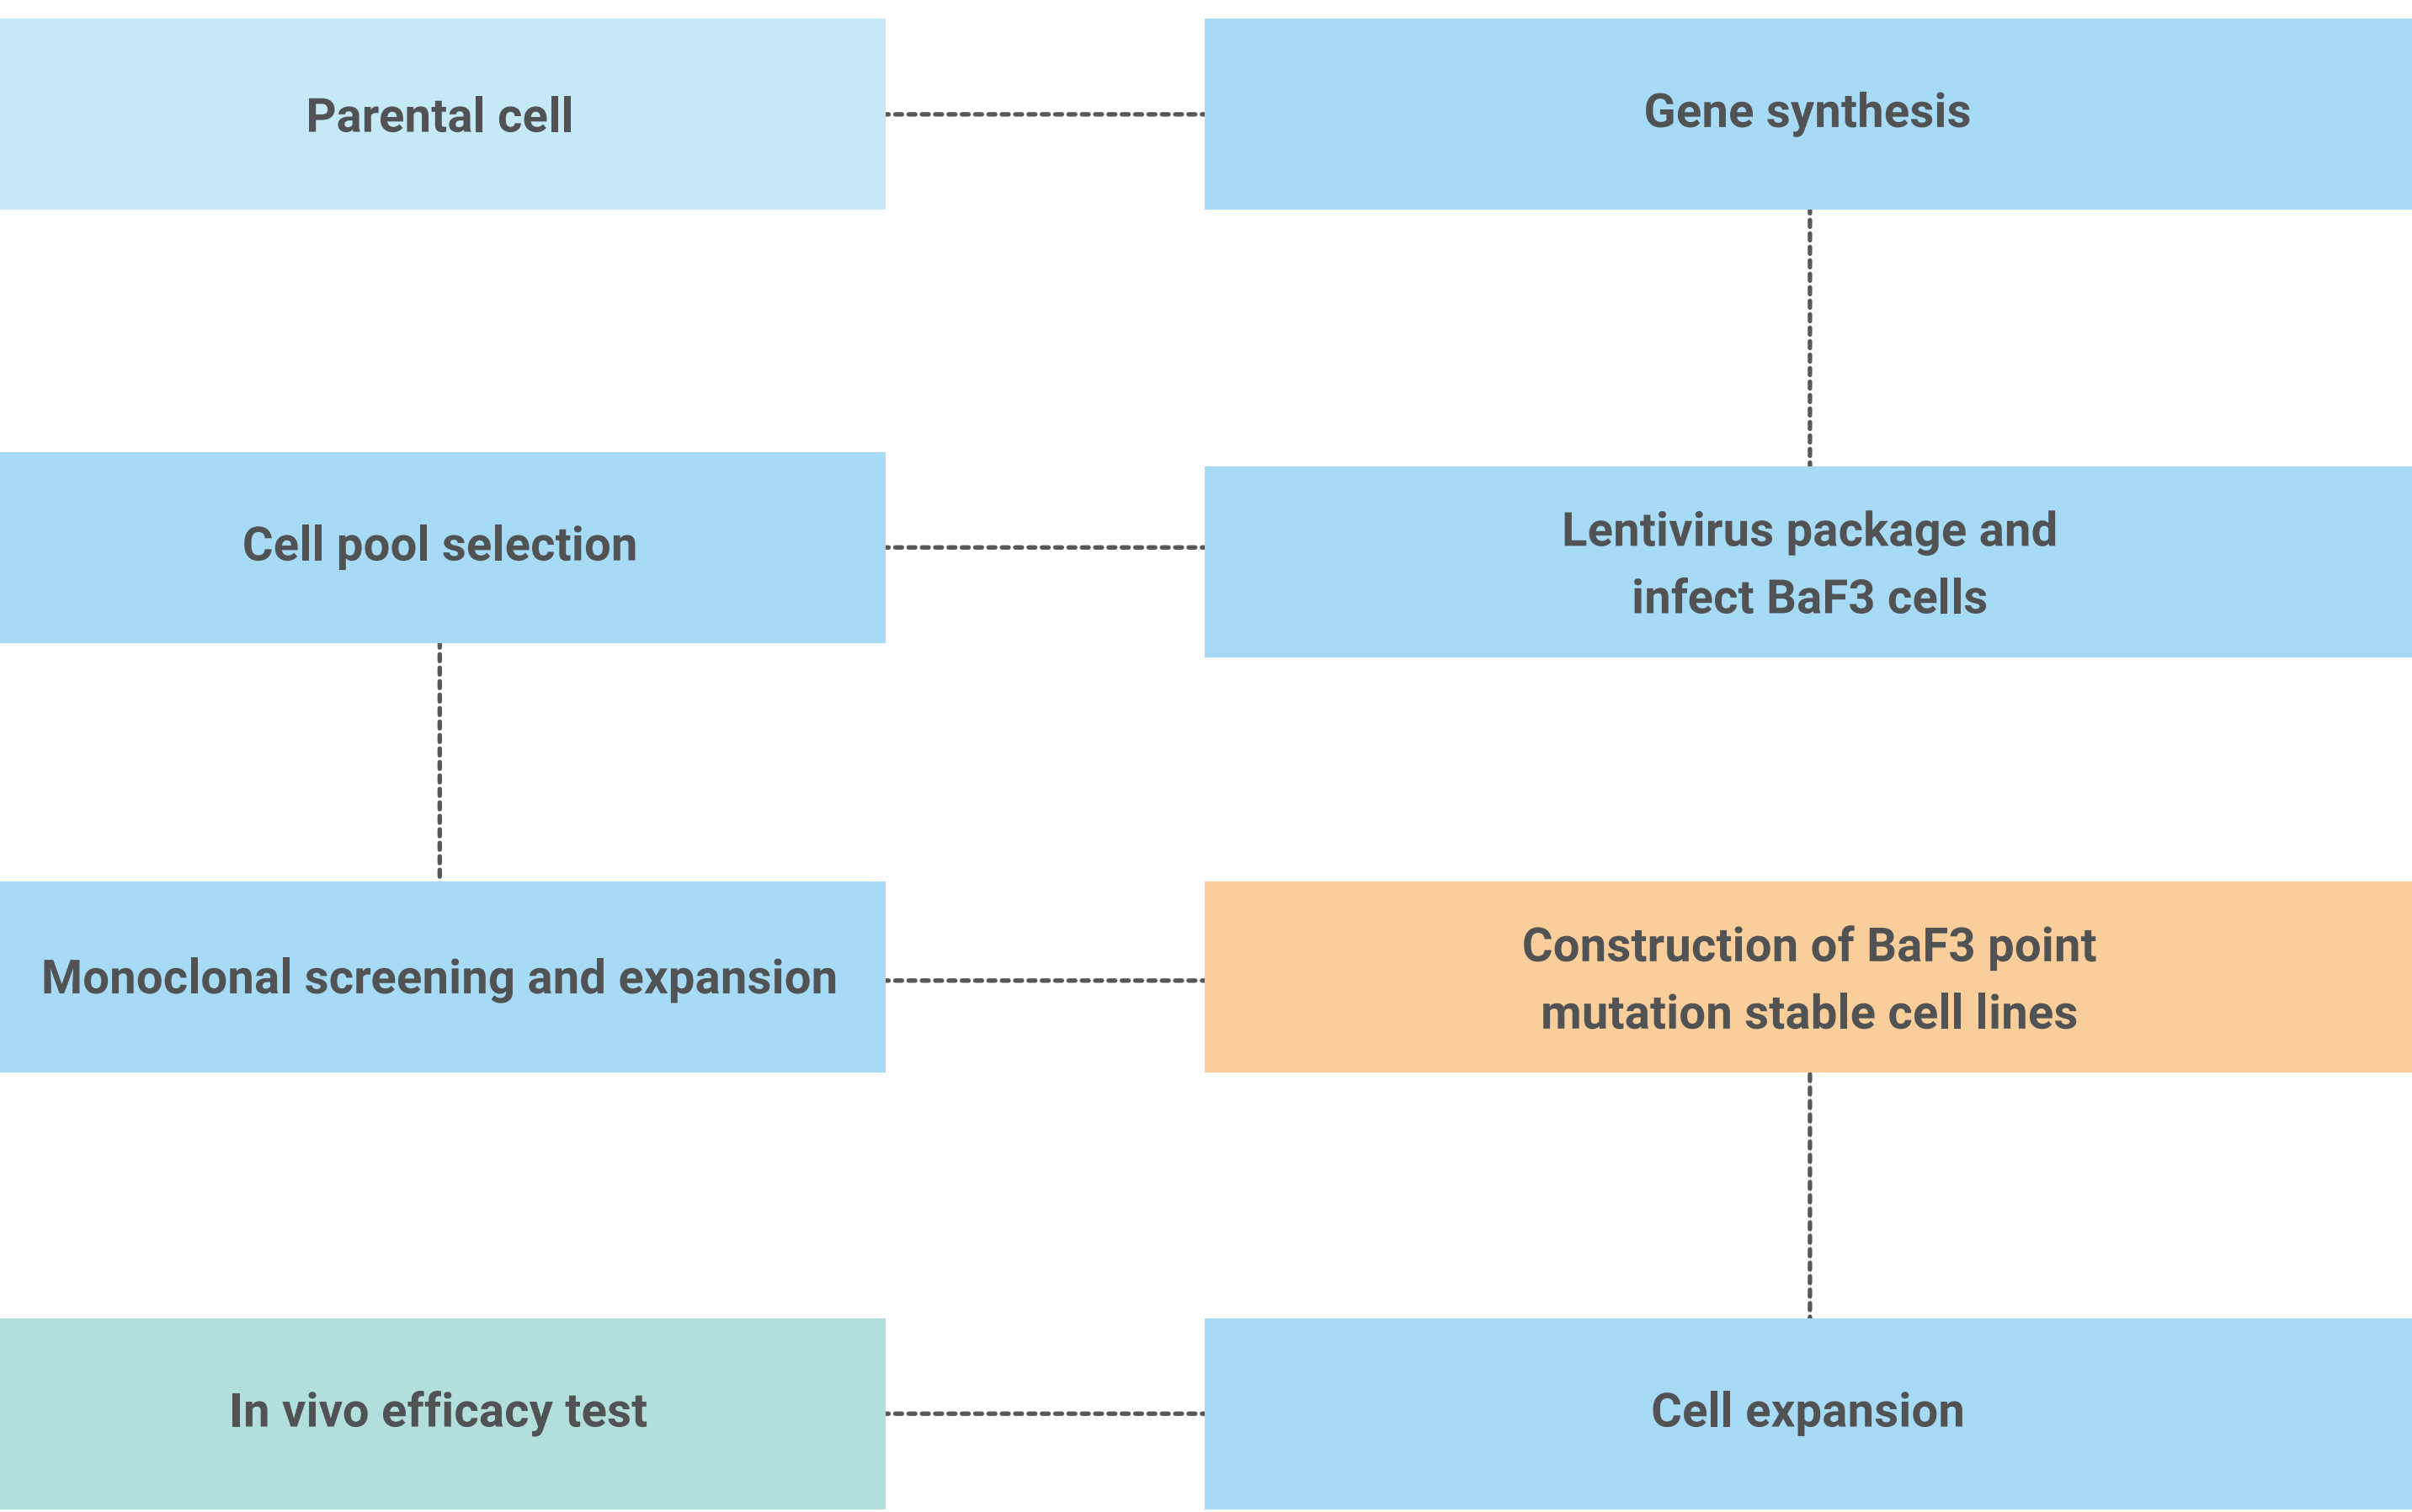 Parental cell
Gene synthesis
Cell pool selection
Lentivirus package and
infect BaF3 cells
Monoclonal screening and expansion
Construction of BaF3 point
mutation stable cell lines
In vivo efficacy test
Cell expansion